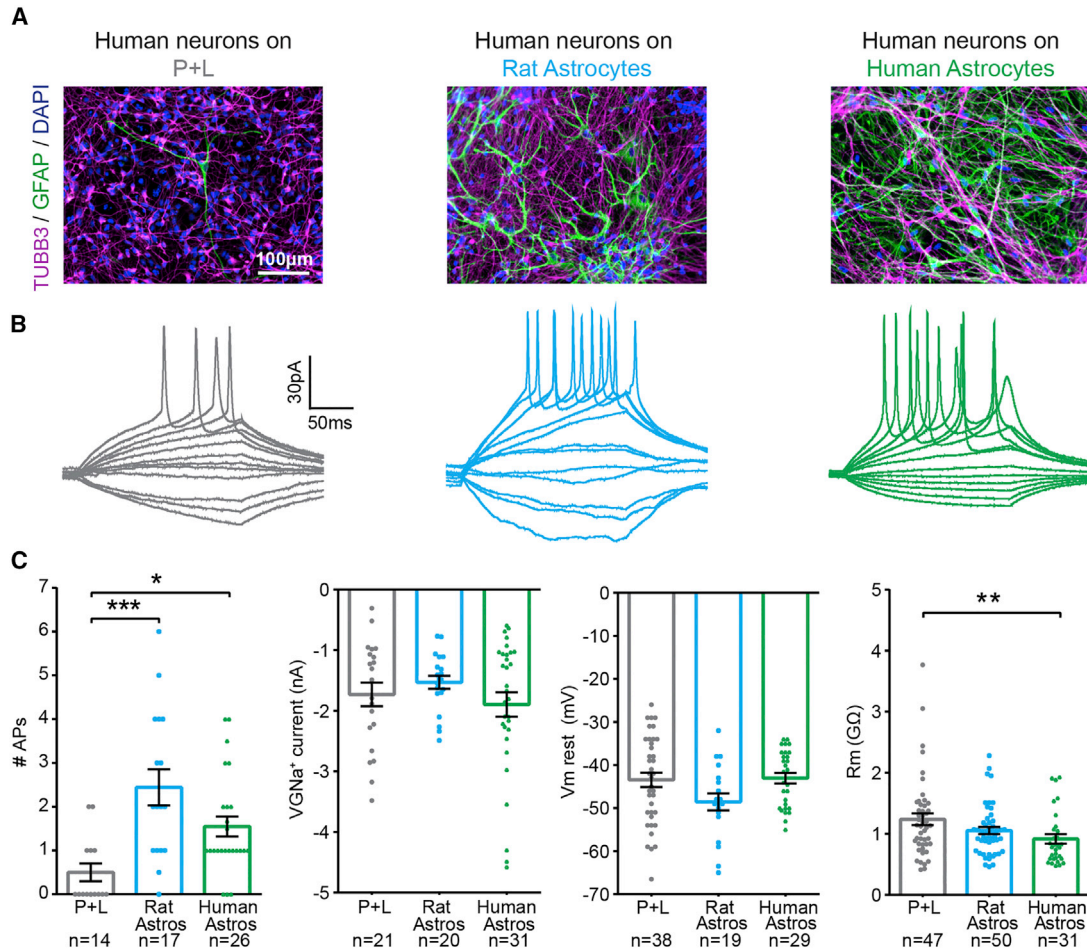 A
Human neurons on
P+L
Human neurons on
Rat Astrocytes
Human neurons on
Human Astrocytes
TUBB3 / GFAP / DAPI
100µm
B
30pA
50ms
C
# APs
7
6
5
4
3
2
1
0
*
***
P+L
Rat Astros
Human Astros
n=14
n=17
n=26
VGNa⁺ current (nA)
0
-1
-2
-3
-4
-5
P+L
Rat Astros
Human Astros
n=21
n=20
n=31
Vm rest (mV)
0
-10
-20
-30
-40
-50
-60
-70
P+L
Rat Astros
Human Astros
n=38
n=19
n=29
Rm (GΩ)
5
4
3
2
1
0
**
P+L
Rat Astros
Human Astros
n=47
n=50
n=31